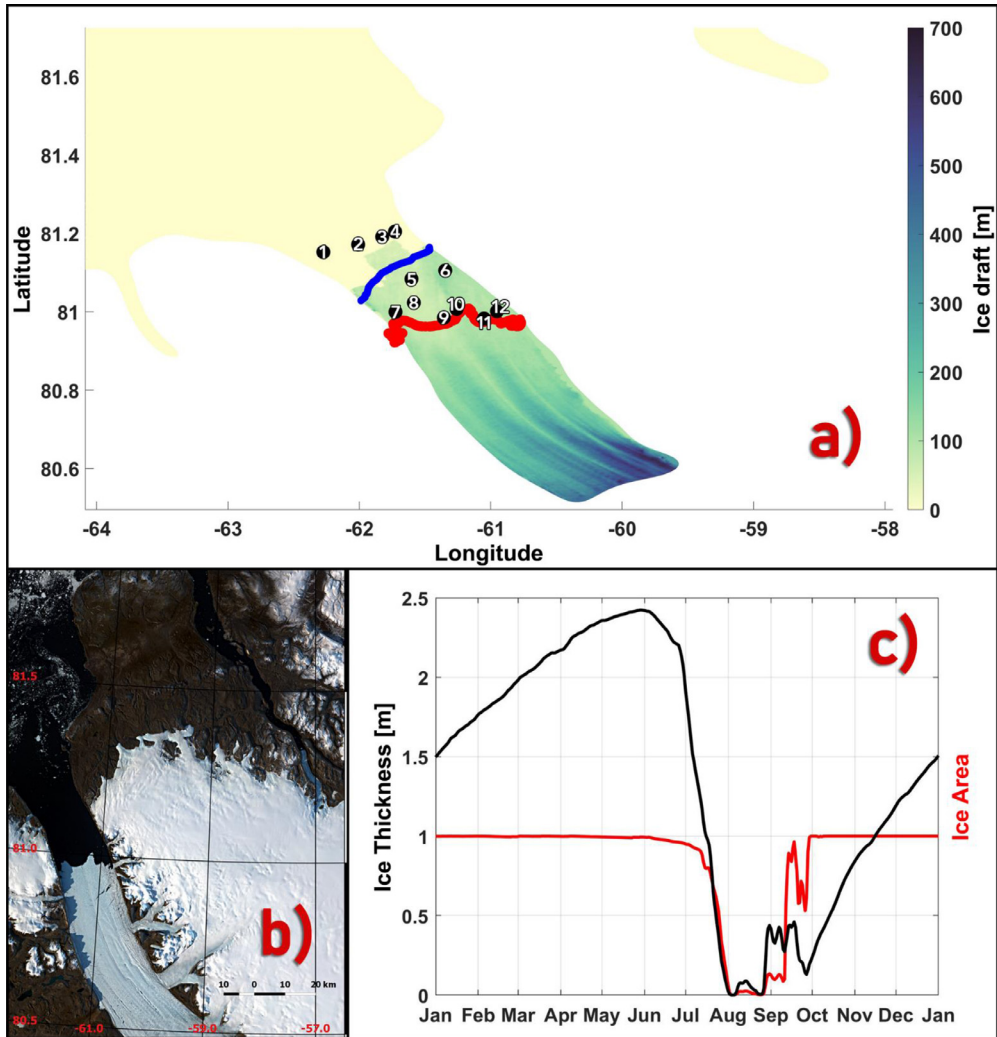 700
600
500
400
300
200
100
0
Ice draft [m]
81.6
81.4
81.2
81
80.8
80.6
Latitude
1
2
3
4
5
6
7
8
9
10
11
12
a)
-64 -63 -62 -61 -60 -59 -58
Longitude
81.5
81.0
80.5
-61.0 -59.0 -57.0
10 0 10 20 km
b)
2.5
2
1.5
1
0.5
0
Ice Thickness [m]
Ice Area
c)
Jan Feb Mar Apr May Jun Jul Aug Sep Oct Nov Dec Jan